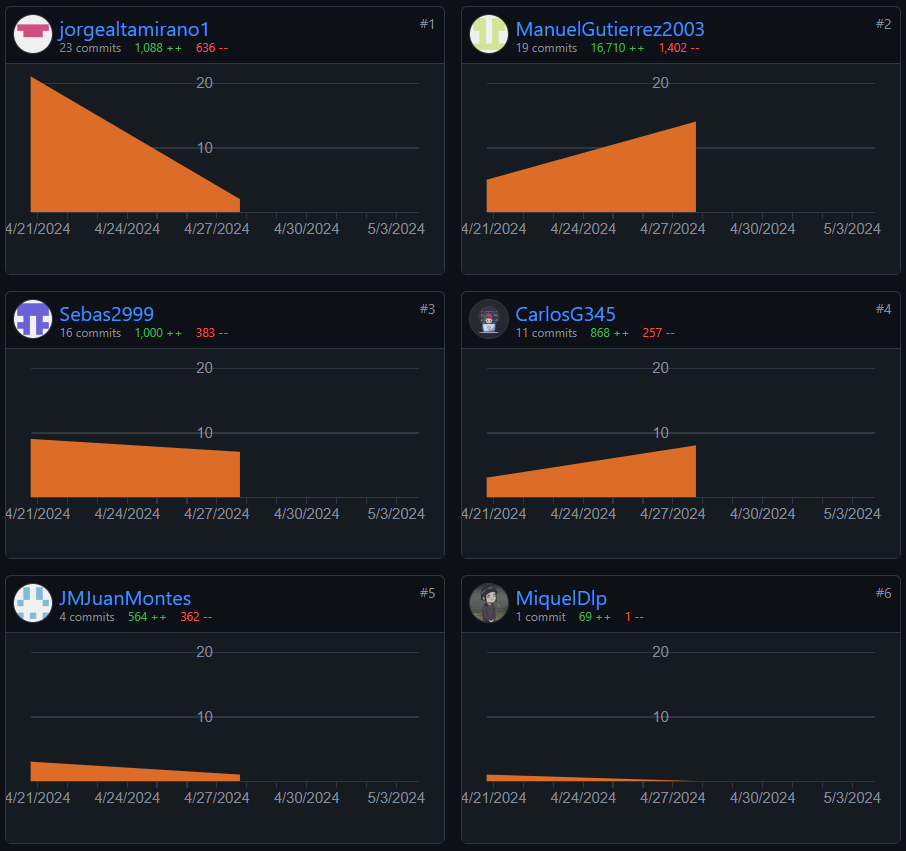 jorgealtamirano1
#1
23 commits 1,088 ++ 636 --
20
10
4/21/2024 4/24/2024 4/27/2024 4/30/2024 5/3/2024
ManuelGutierrez2003
#2
19 commits 16,710 ++ 1,402 --
20
10
4/21/2024 4/24/2024 4/27/2024 4/30/2024 5/3/2024
Sebas2999
#3
16 commits 1,000 ++ 383 --
20
10
4/21/2024 4/24/2024 4/27/2024 4/30/2024 5/3/2024
CarlosG345
#4
11 commits 868 ++ 257 --
20
10
4/21/2024 4/24/2024 4/27/2024 4/30/2024 5/3/2024
JMJuanMontes
#5
4 commits 564 ++ 362 --
20
10
4/21/2024 4/24/2024 4/27/2024 4/30/2024 5/3/2024
MiquelDlp
#6
1 commit 69 ++ 1 --
20
10
4/21/2024 4/24/2024 4/27/2024 4/30/2024 5/3/2024